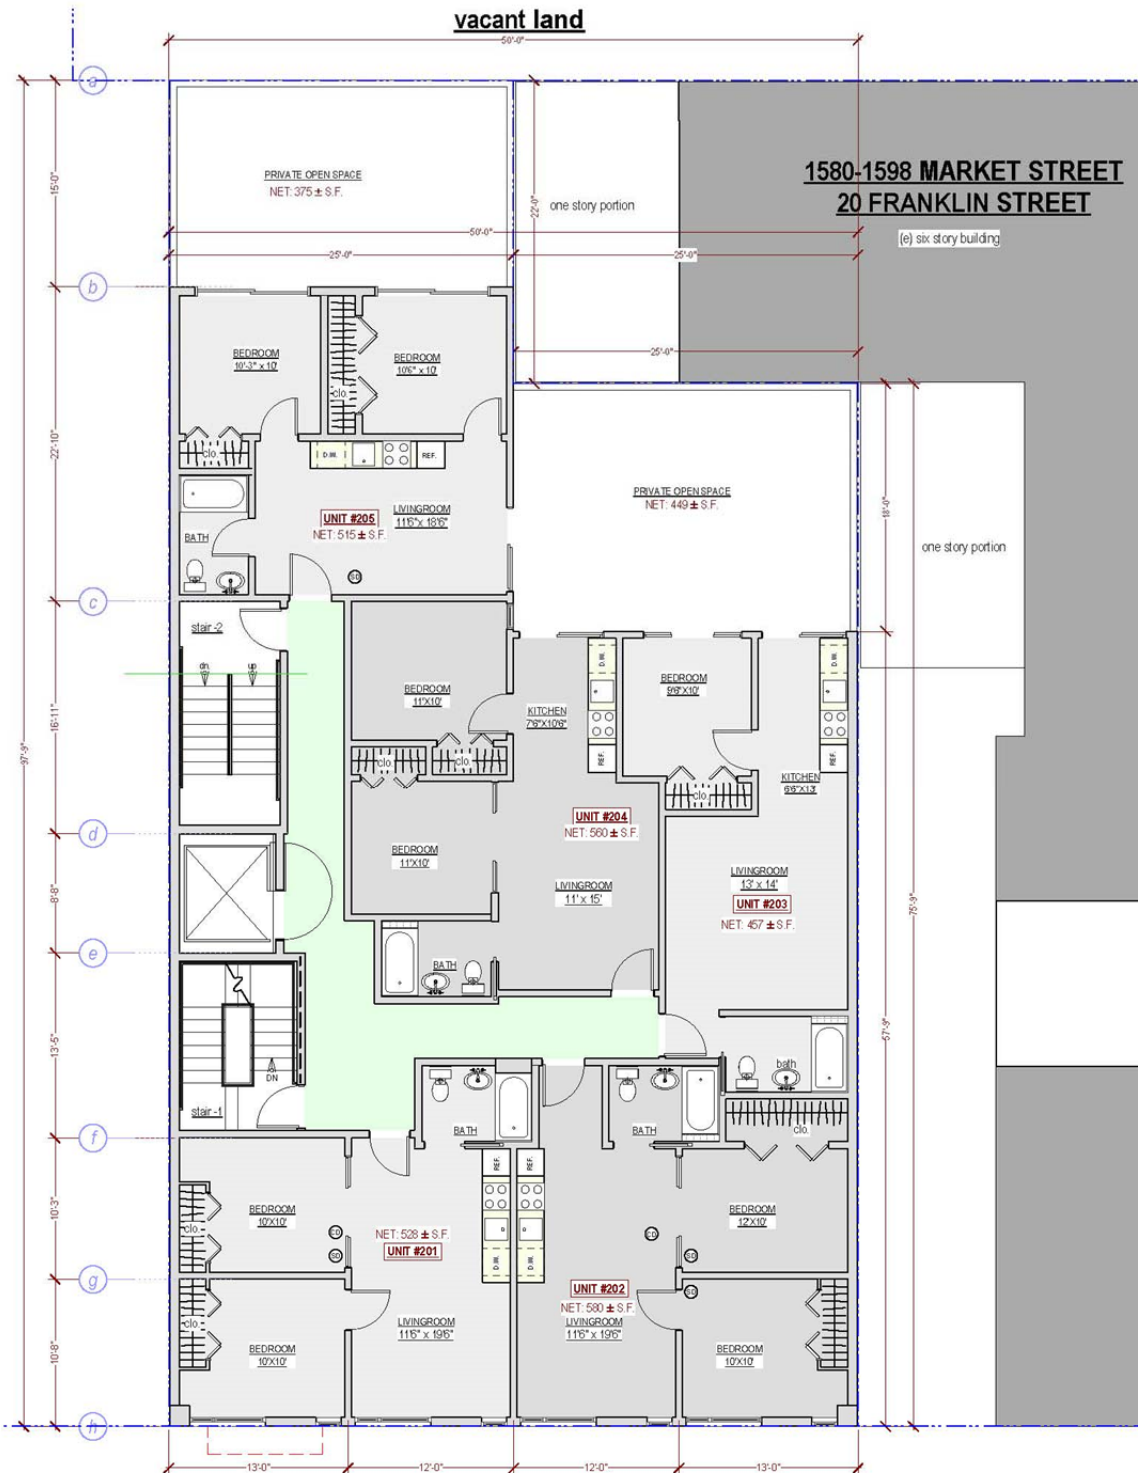 vacant land
50'-0"
a
15'-0"
PRIVATE OPEN SPACE
NET: 375 ± S.F.
22'-0"
one story portion
1580-1598 MARKET STREET
20 FRANKLIN STREET
(e) six story building
50'-0"
25'-0"
25'-0"
b
25'-0"
BEDROOM
10'-3" x 10'
BEDROOM
10'6" x 10'
clo.
clo.
22'-10"
D.W.
REF.
PRIVATE OPEN SPACE
NET: 449 ± S.F.
18'-0"
UNIT #205
NET: 515 ± S.F.
LIVINGROOM
11'6" x 18'6"
BATH
one story portion
SD
c
stair-2
dn
BEDROOM
11'X10'
KITCHEN
7'6"X10'6"
D.W.
REF.
BEDROOM
9'6"X10'
D.W.
REF.
KITCHEN
6'6"X13'
16'-11"
97'-9"
clo.
clo.
clo.
d
UNIT #204
NET: 560 ± S.F.
BEDROOM
11'X10'
LIVINGROOM
11' x 15'
LIVINGROOM
13' x 14'
UNIT #203
NET: 457 ± S.F.
8'-8"
75'-9"
e
BATH
13'-5"
57'-9"
DN
bath
stair-1
BATH
BATH
clo.
f
REF.
REF.
10'-3"
BEDROOM
10'X10'
clo.
CD
SD
NET: 528 ± S.F.
UNIT #201
D.W.
D.W.
BEDROOM
12'X10'
CD
SD
g
UNIT #202
NET: 580 ± S.F.
LIVINGROOM
11'6" x 19'6"
SD
clo.
LIVINGROOM
11'6" x 19'6"
BEDROOM
10'X10'
BEDROOM
10'X10'
10'-8"
h
13'-0"
12'-0"
12'-0"
13'-0"